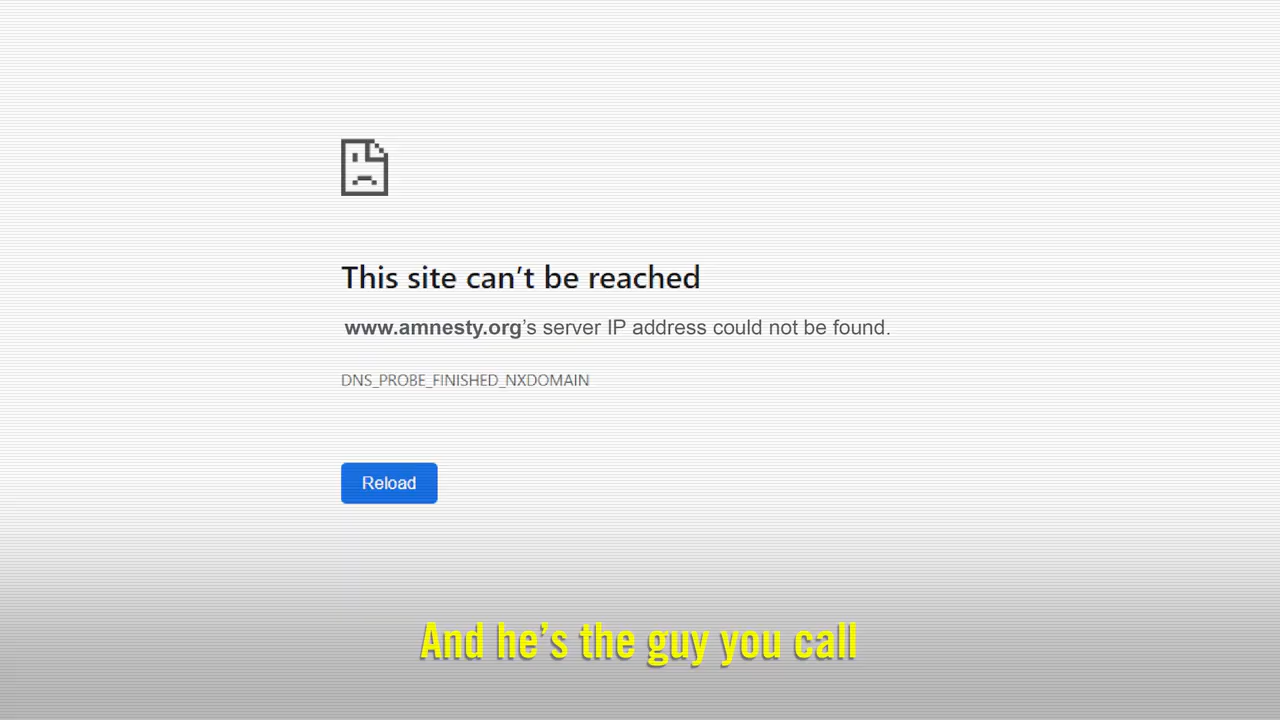 This site can’t be reached
www.amnesty.org’s server IP address could not be found.
DNS_PROBE_FINISHED_NXDOMAIN
Reload
And he’s the guy you call